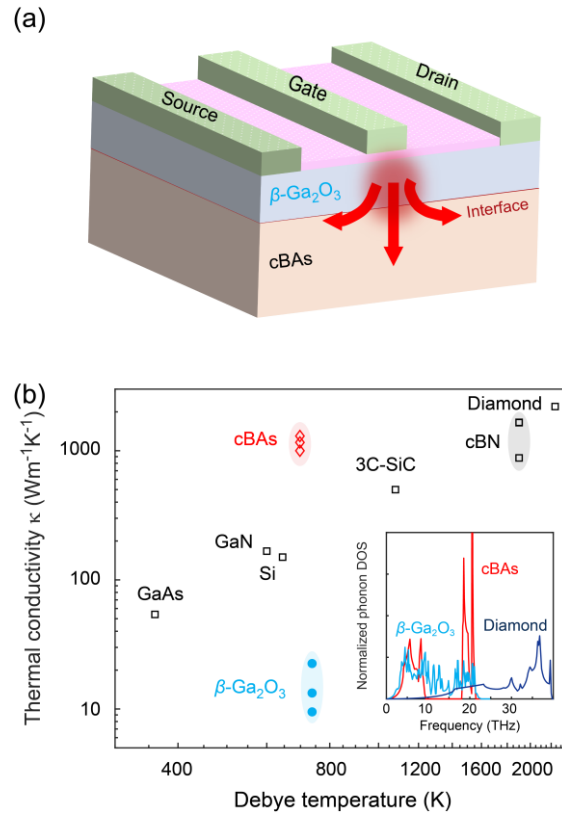 (a)
Source
Gate
Drain
β-Ga₂O₃
Interface
cBAs
(b)
Thermal conductivity κ (Wm⁻¹K⁻¹)
1000
100
10
Diamond
cBAs
cBN
3C-SiC
GaN
Si
GaAs
β-Ga₂O₃
Normalized phonon DOS
cBAs
β-Ga₂O₃
Diamond
0 10 20 30
Frequency (THz)
400 800 1200 1600 2000
Debye temperature (K)